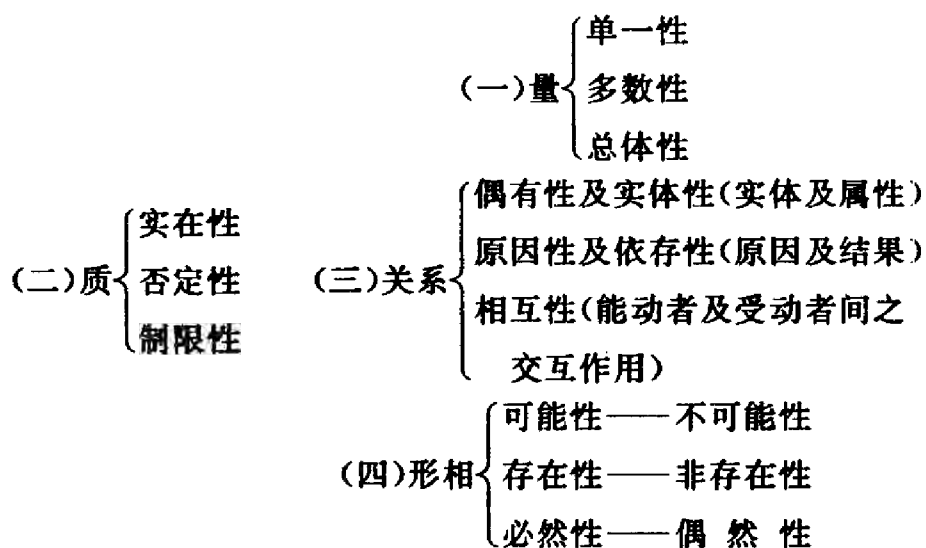 (一)量
单一性
多数性
总体性
(二)质
实在性
否定性
制限性
(三)关系
偶有性及实体性(实体及属性)
原因性及依存性(原因及结果)
相互性(能动者及受动者间之
交互作用)
(四)形相
可能性——不可能性
存在性——非存在性
必然性——偶然性